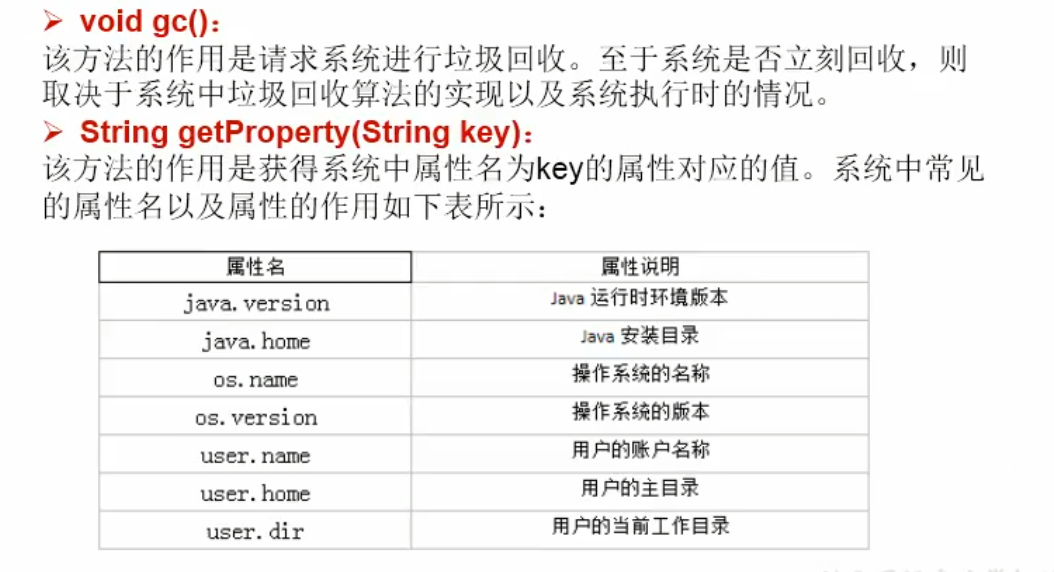 ➢ void gc():
该方法的作用是请求系统进行垃圾回收。至于系统是否立刻回收，则
取决于系统中垃圾回收算法的实现以及系统执行时的情况。
➢ String getProperty(String key):
该方法的作用是获得系统中属性名为key的属性对应的值。系统中常见
的属性名以及属性的作用如下表所示：
属性名 属性说明
java.version Java 运行时环境版本
java.home Java 安装目录
os.name 操作系统的名称
os.version 操作系统的版本
user.name 用户的账户名称
user.home 用户的主目录
user.dir 用户的当前工作目录